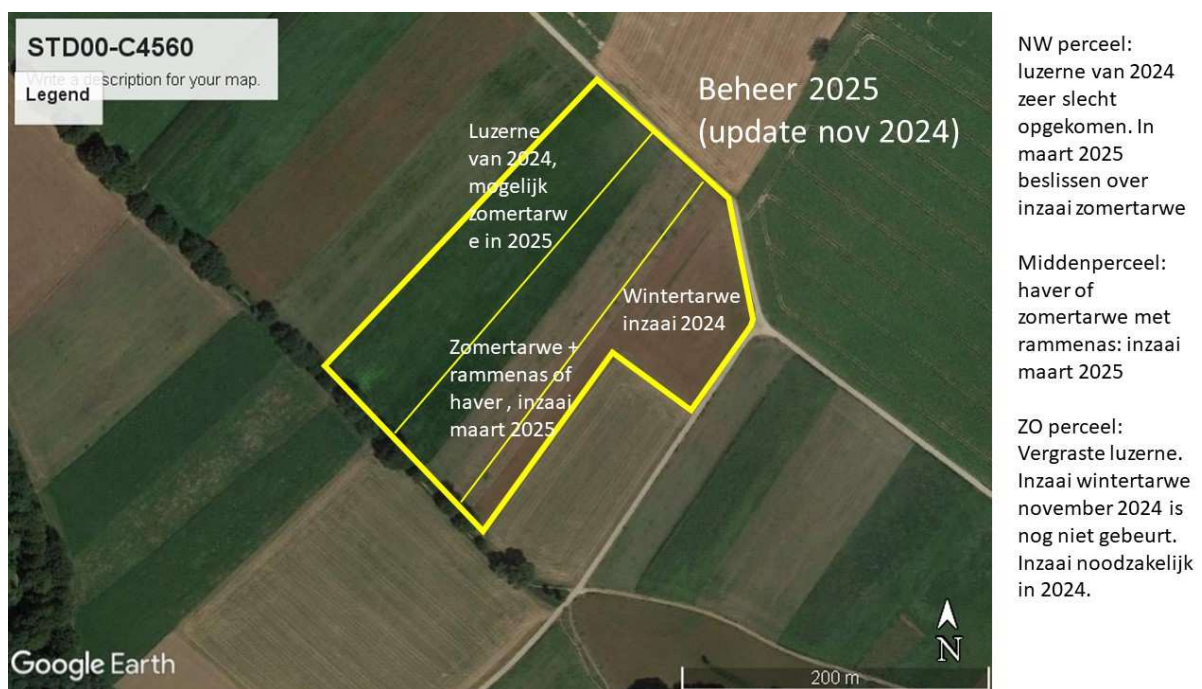 STD00-C4560
Write a description for your map.
Legend
Beheer 2025
(update nov 2024)
Luzerne
van 2024,
mogelijk
zomertarw
e in 2025
Wintertarwe
inzaai 2024
Zomertarwe +
rammenas of
haver , inzaai
maart 2025
Google Earth
N
200 m
NW perceel:
luzerne van 2024
zeer slecht
opgekomen. In
maart 2025
beslissen over
inzaai zomertarwe
Middenperceel:
haver of
zomertarwe met
rammenas: inzaai
maart 2025
ZO perceel:
Vergraste luzerne.
Inzaai wintertarwe
november 2024 is
nog niet gebeurt.
Inzaai noodzakelijk
in 2024.